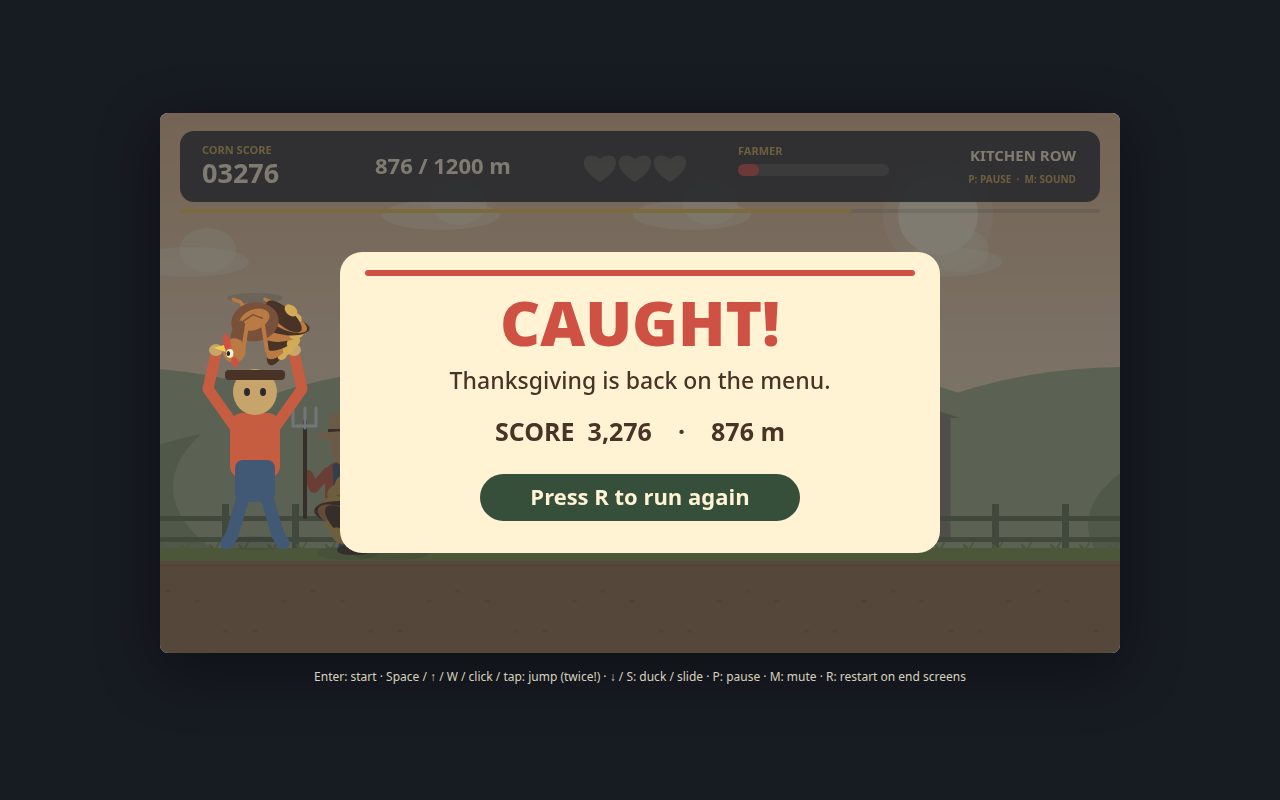 CORN SCORE
03276
876 / 1200 m
FARMER
KITCHEN ROW
P: PAUSE · M: SOUND
CAUGHT!
Thanksgiving is back on the menu.
SCORE 3,276 · 876 m
Press R to run again
Enter: start · Space / ↑ / W / click / tap: jump (twice!) · ↓ / S: duck / slide · P: pause · M: mute · R: restart on end screens